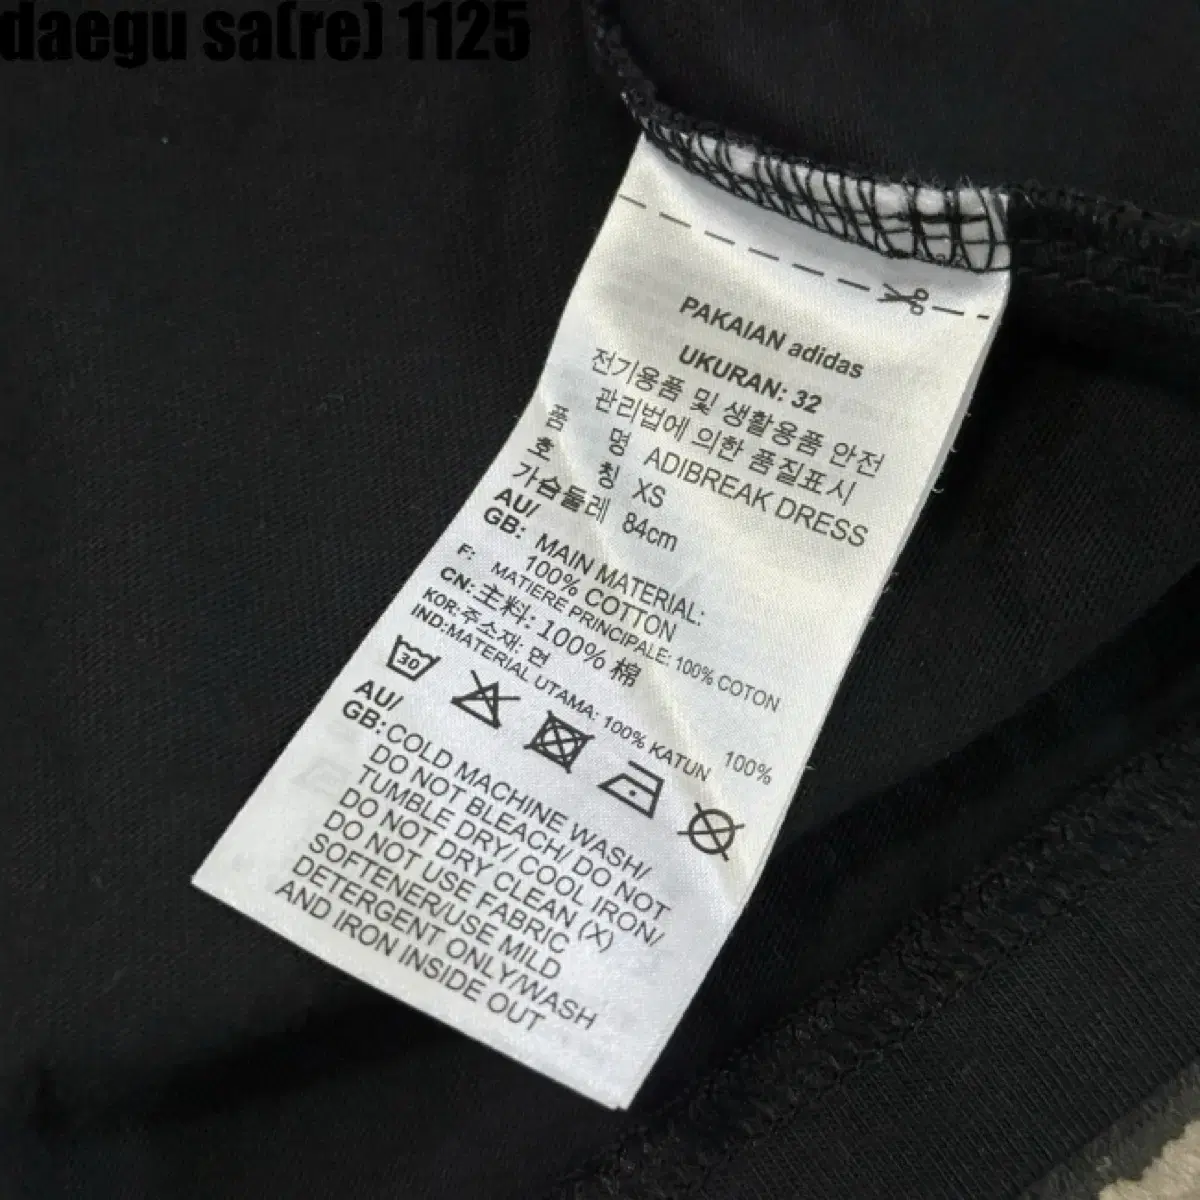 daegu sa(re) 1125
PAKAIAN adidas
UKURAN: 32
전기용품 및 생활용품 안전
관리법에 의한 품질표시
품 명 ADIBREAK DRESS
호 칭 XS
가슴둘레 84cm
AU/
GB: MAIN MATERIAL:
100% COTTON
F: MATIERE PRINCIPALE: 100% COTON
CN: 主料: 100% 棉
KOR: 주소재: 면 100%
IND: MATERIAL UTAMA: 100% KATUN
30
AU/
GB: COLD MACHINE WASH/
DO NOT BLEACH/ DO NOT
TUMBLE DRY/ COOL IRON/
DO NOT DRY CLEAN (X)
DO NOT USE FABRIC
SOFTENER/USE MILD
DETERGENT ONLY/WASH
AND IRON INSIDE OUT